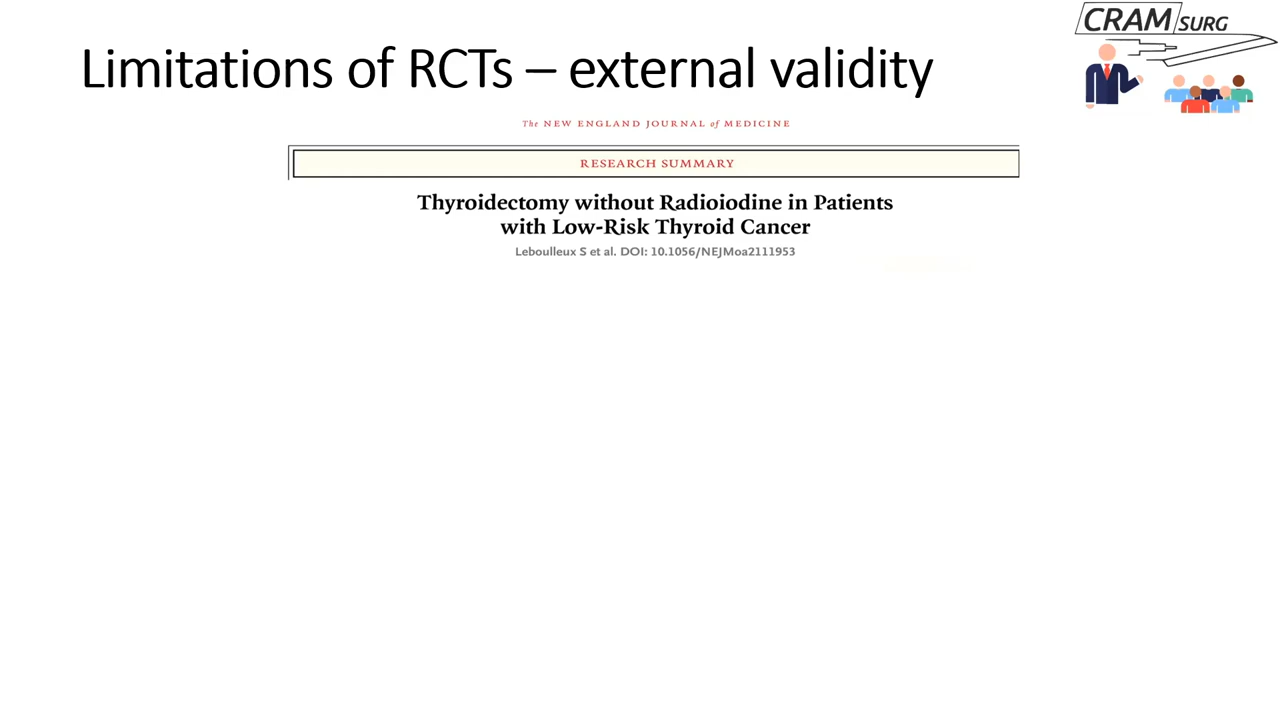 Limitations of RCTs – external validity
CRAM SURG
The NEW ENGLAND JOURNAL of MEDICINE
RESEARCH SUMMARY
Thyroidectomy without Radioiodine in Patients
with Low-Risk Thyroid Cancer
Leboulleux S et al. DOI: 10.1056/NEJMoa2111953